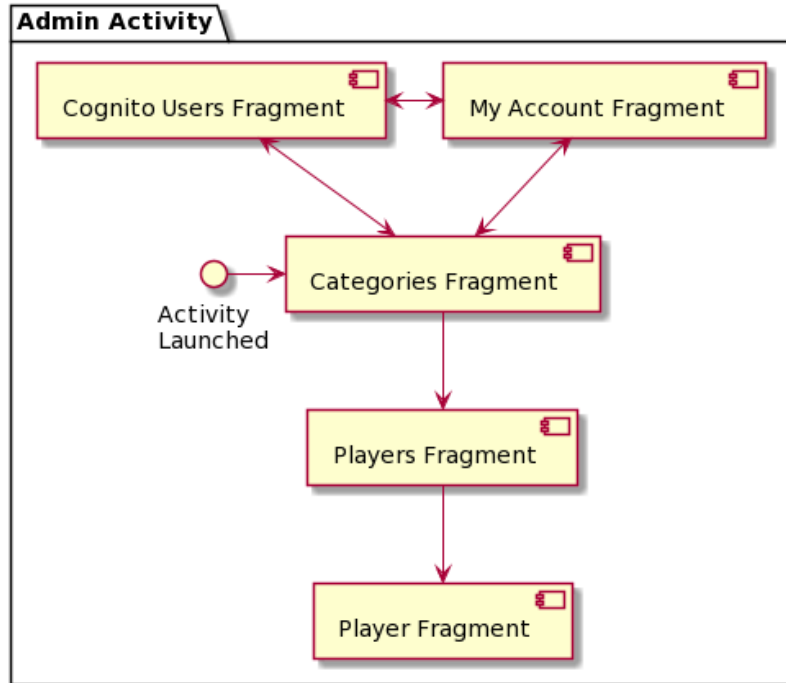 Admin Activity
Cognito Users Fragment
My Account Fragment
Categories Fragment
Activity
Launched
Players Fragment
Player Fragment